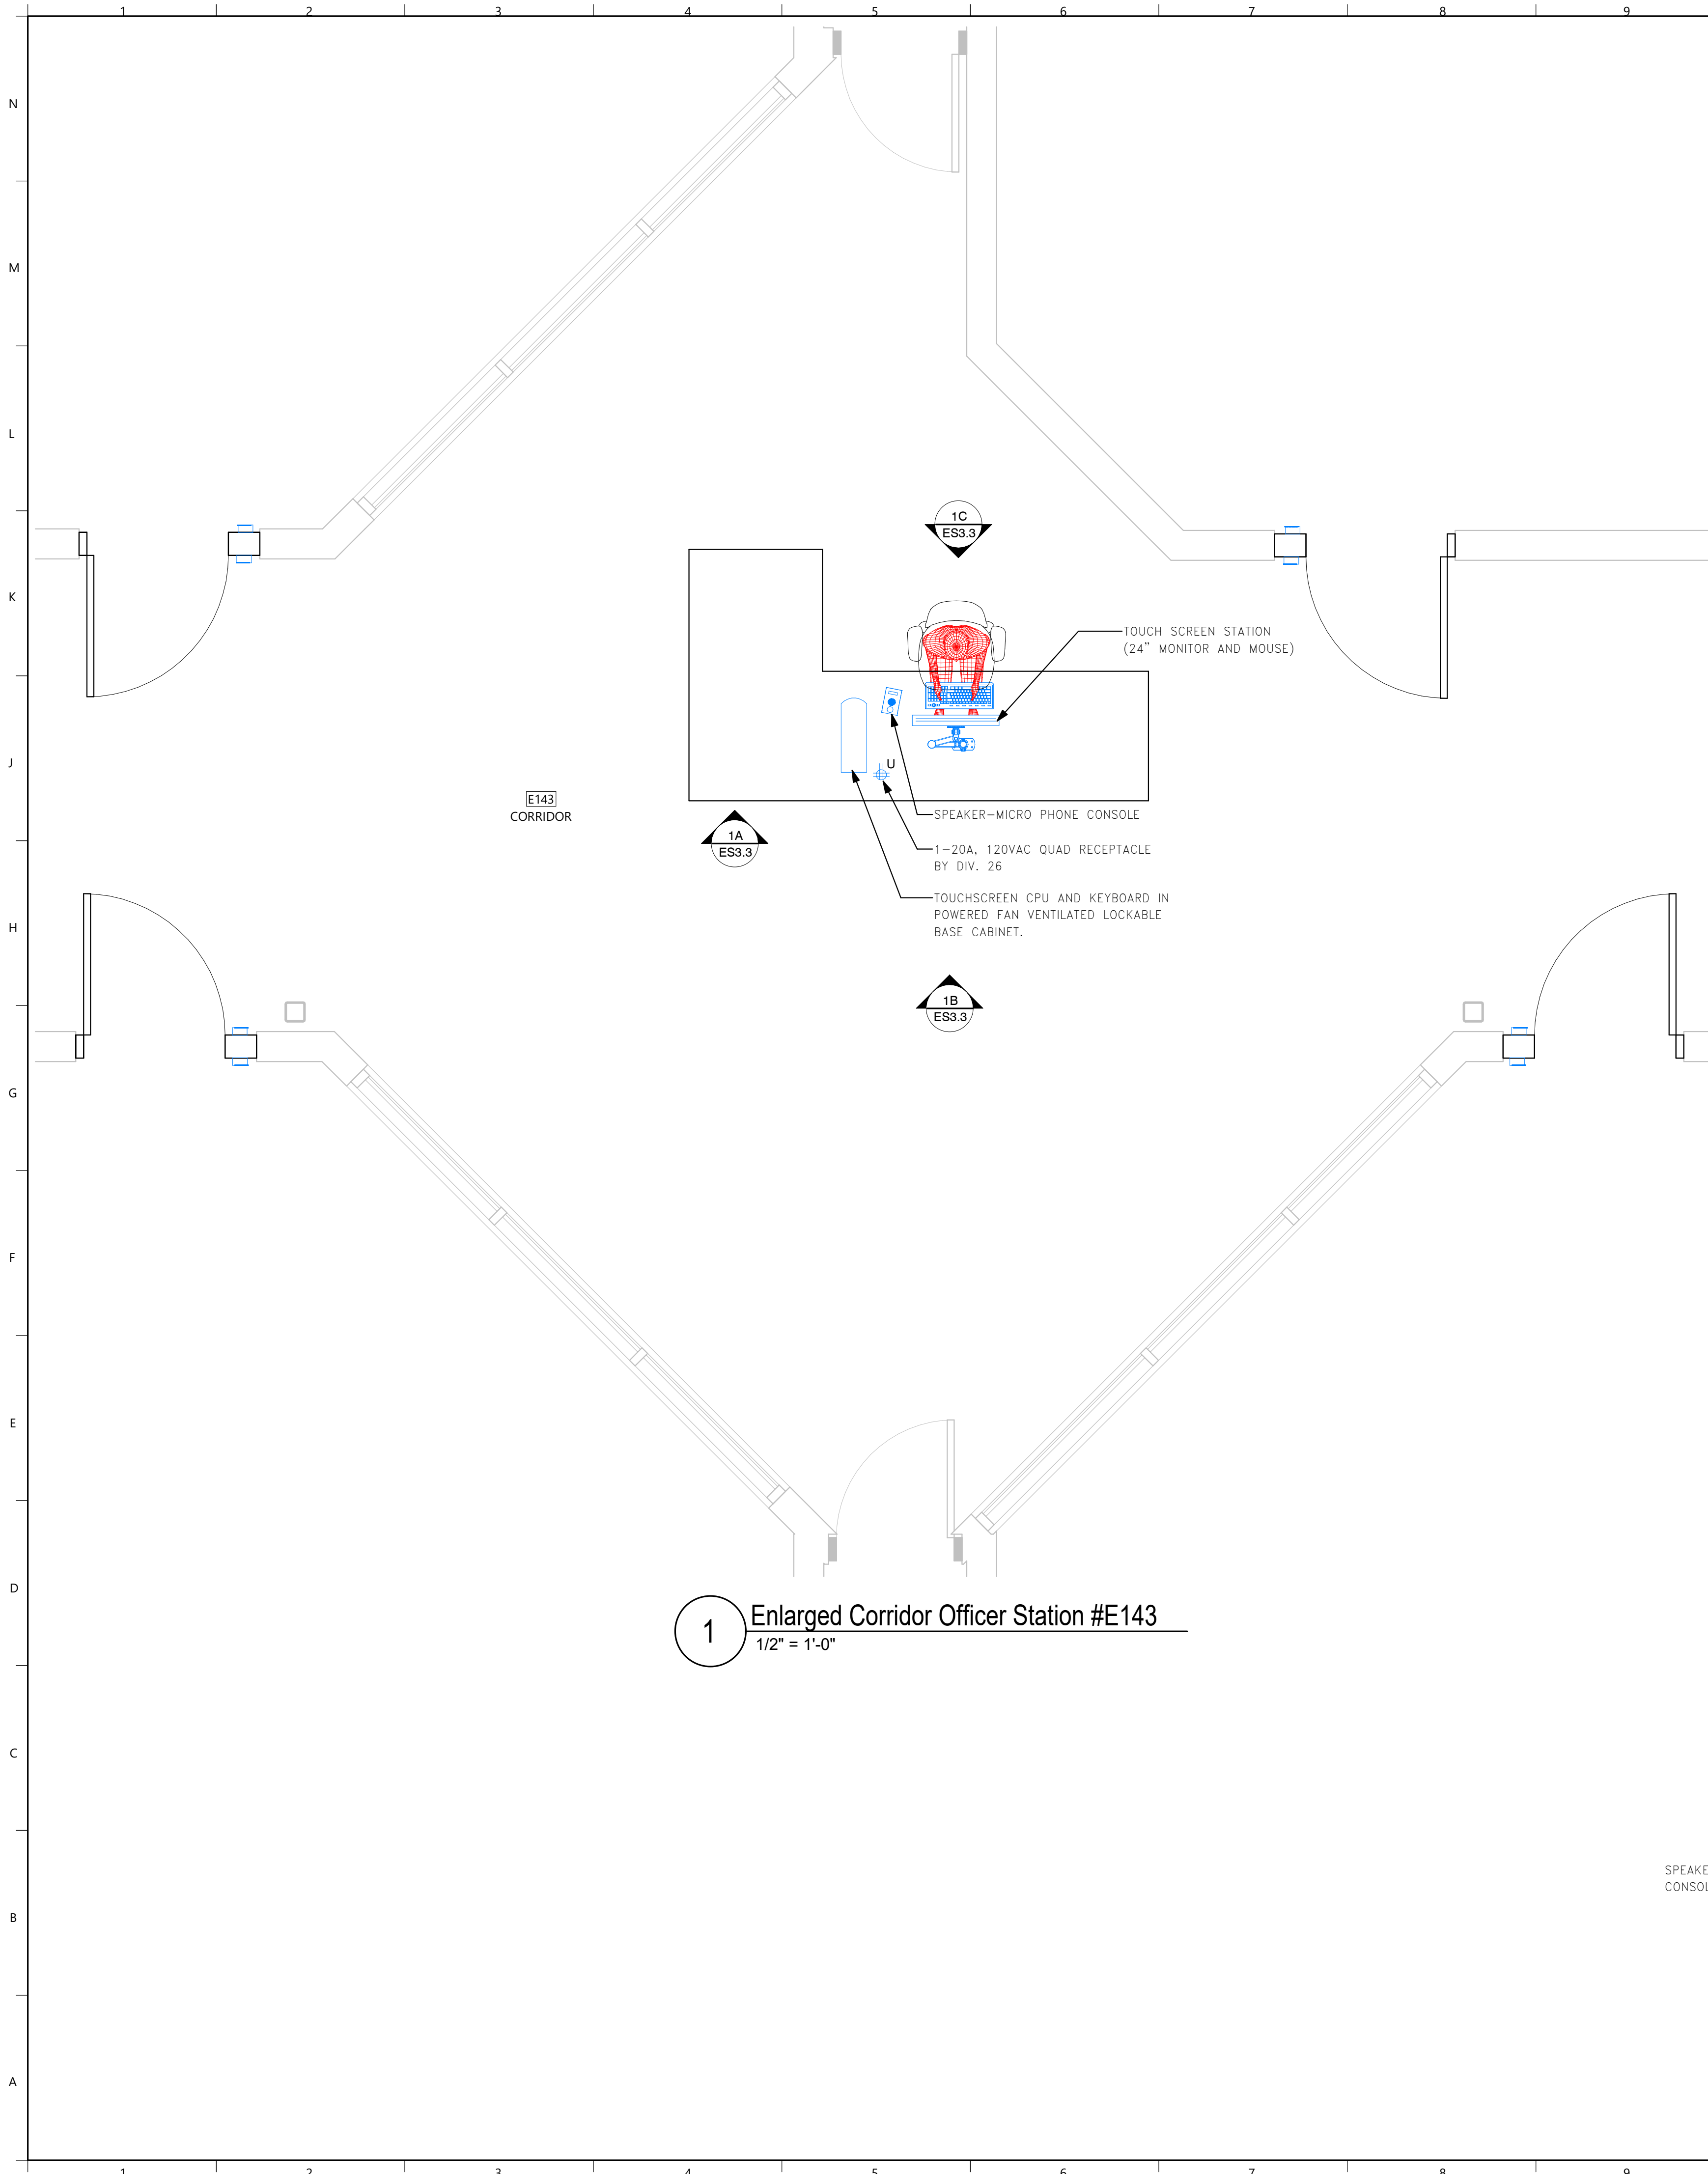 1 2 3 4 5 6 7 8 9
N
M
L
K
J
H
G
F
E
D
C
B
A
1C
ES3.3
TOUCH SCREEN STATION
(24" MONITOR AND MOUSE)
U
E143
CORRIDOR
SPEAKER-MICRO PHONE CONSOLE
1A
ES3.3
1-20A, 120VAC QUAD RECEPTACLE
BY DIV. 26
TOUCHSCREEN CPU AND KEYBOARD IN
POWERED FAN VENTILATED LOCKABLE
BASE CABINET.
1B
ES3.3
1
Enlarged Corridor Officer Station #E143
1/2" = 1'-0"
SPEAKE
CONSOL
1 2 3 4 5 6 7 8 9